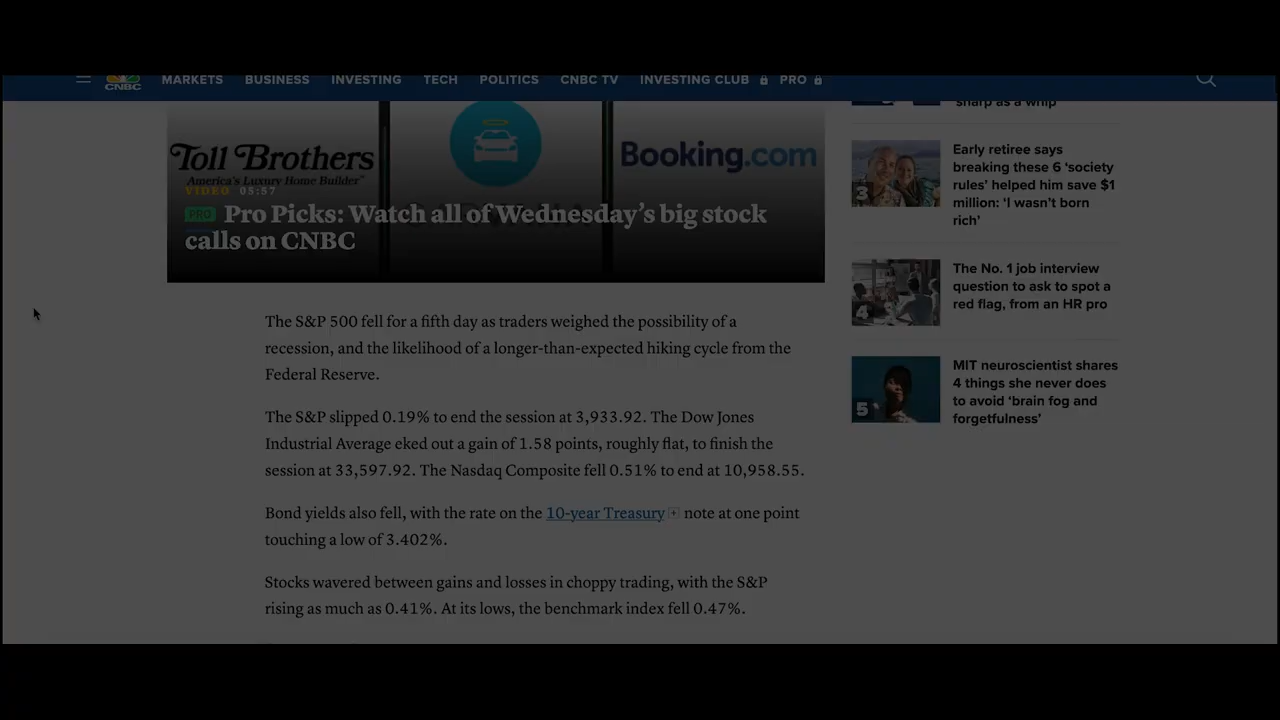 CNBC
MARKETS BUSINESS INVESTING TECH POLITICS CNBC TV INVESTING CLUB PRO
Toll Brothers
America's Luxury Home Builder™
Booking.com
VIDEO 05:57
PRO Pro Picks: Watch all of Wednesday's big stock
calls on CNBC
The S&P 500 fell for a fifth day as traders weighed the possibility of a
recession, and the likelihood of a longer-than-expected hiking cycle from the
Federal Reserve.
The S&P slipped 0.19% to end the session at 3,933.92. The Dow Jones
Industrial Average eked out a gain of 1.58 points, roughly flat, to finish the
session at 33,597.92. The Nasdaq Composite fell 0.51% to end at 10,958.55.
Bond yields also fell, with the rate on the 10-year Treasury + note at one point
touching a low of 3.402%.
Stocks wavered between gains and losses in choppy trading, with the S&P
rising as much as 0.41%. At its lows, the benchmark index fell 0.47%.
sharp as a whip
3
Early retiree says
breaking these 6 ‘society
rules’ helped him save $1
million: ‘I wasn't born
rich’
4
The No. 1 job interview
question to ask to spot a
red flag, from an HR pro
5
MIT neuroscientist shares
4 things she never does
to avoid ‘brain fog and
forgetfulness’